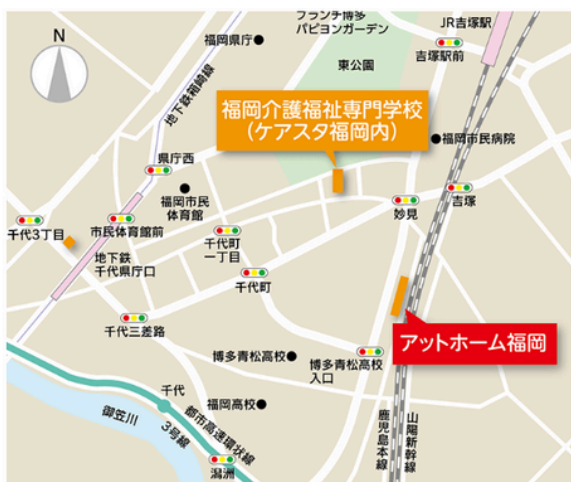 フランチ博多
パピヨンガーデン
JR吉塚駅
福岡県庁
吉塚駅前
N
東公園
地下鉄箱崎線
福岡介護福祉専門学校
(ケアスタ福岡内)
福岡市民病院
県庁西
福岡市民
体育館
吉塚
妙見
千代3丁目
市民体育館前
千代町
一丁目
地下鉄
千代県庁口
千代町
千代三差路
アットホーム福岡
博多青松高校
博多青松高校
入口
千代
福岡高校
御笠川
都市高速環状線
3号線
鹿児島本線
山陽新幹線
潟洲